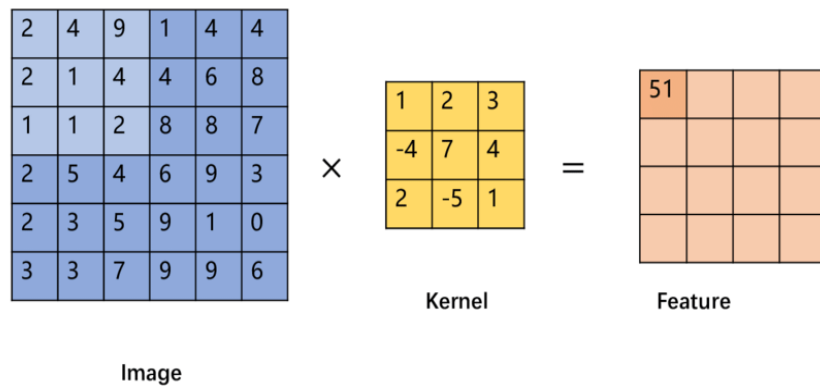 2 4 9 1 4 4
2 1 4 4 6 8
1 1 2 8 8 7
2 5 4 6 9 3
2 3 5 9 1 0
3 3 7 9 9 6
×
1 2 3
-4 7 4
2 -5 1
=
51
Kernel
Feature
Image